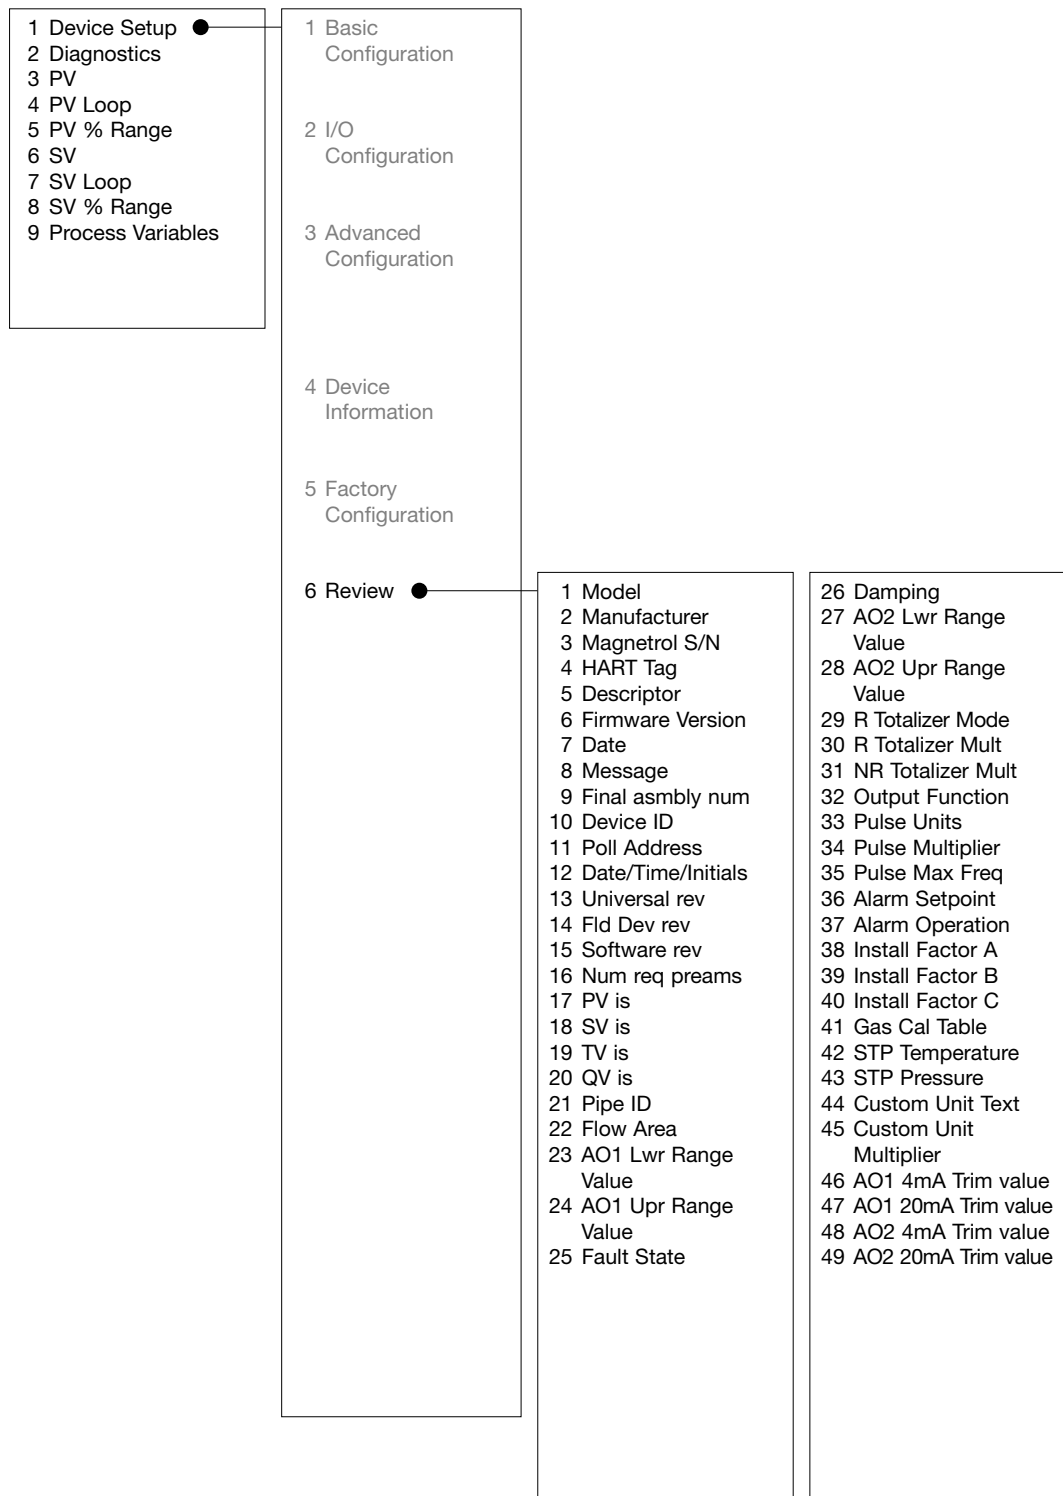 1 Device Setup
2 Diagnostics
3 PV
4 PV Loop
5 PV % Range
6 SV
7 SV Loop
8 SV % Range
9 Process Variables
1 Basic
Configuration
2 I/O
Configuration
3 Advanced
Configuration
4 Device
Information
5 Factory
Configuration
6 Review
1 Model
2 Manufacturer
3 Magnetrol S/N
4 HART Tag
5 Descriptor
6 Firmware Version
7 Date
8 Message
9 Final asmbly num
10 Device ID
11 Poll Address
12 Date/Time/Initials
13 Universal rev
14 Fld Dev rev
15 Software rev
16 Num req preams
17 PV is
18 SV is
19 TV is
20 QV is
21 Pipe ID
22 Flow Area
23 AO1 Lwr Range
Value
24 AO1 Upr Range
Value
25 Fault State
26 Damping
27 AO2 Lwr Range
Value
28 AO2 Upr Range
Value
29 R Totalizer Mode
30 R Totalizer Mult
31 NR Totalizer Mult
32 Output Function
33 Pulse Units
34 Pulse Multiplier
35 Pulse Max Freq
36 Alarm Setpoint
37 Alarm Operation
38 Install Factor A
39 Install Factor B
40 Install Factor C
41 Gas Cal Table
42 STP Temperature
43 STP Pressure
44 Custom Unit Text
45 Custom Unit
Multiplier
46 AO1 4mA Trim value
47 AO1 20mA Trim value
48 AO2 4mA Trim value
49 AO2 20mA Trim value